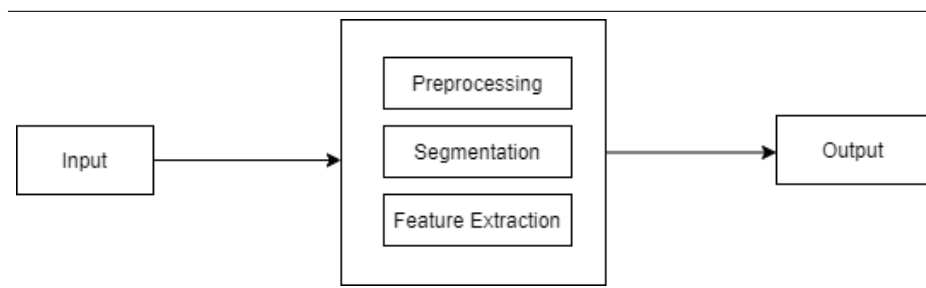 Input
Preprocessing
Segmentation
Feature Extraction
Output